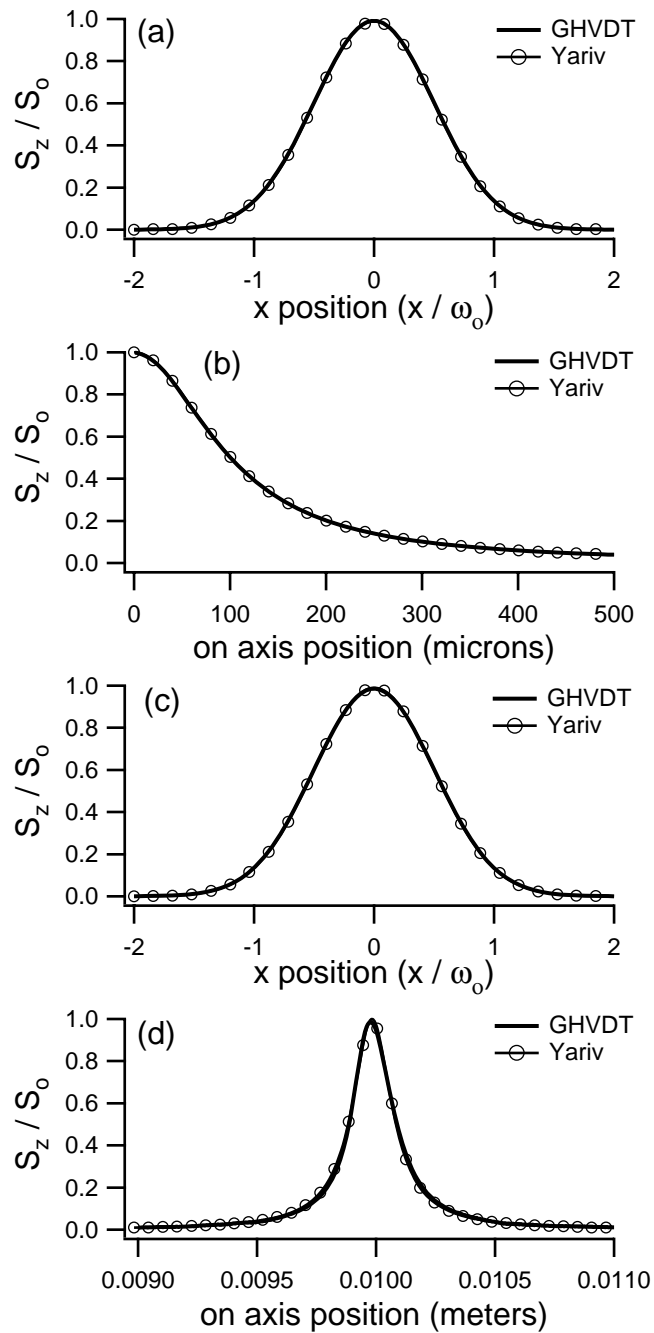 (a)
GHVDT
Yariv
1.0
0.8
0.6
0.4
0.2
0.0
S_z / S_o
-2 -1 0 1 2
x position (x / ω_o)
(b)
GHVDT
Yariv
1.0
0.8
0.6
0.4
0.2
0.0
S_z / S_o
0 100 200 300 400 500
on axis position (microns)
(c)
GHVDT
Yariv
1.0
0.8
0.6
0.4
0.2
0.0
S_z / S_o
-2 -1 0 1 2
x position (x / ω_o)
(d)
GHVDT
Yariv
1.0
0.8
0.6
0.4
0.2
0.0
S_z / S_o
0.0090 0.0095 0.0100 0.0105 0.0110
on axis position (meters)